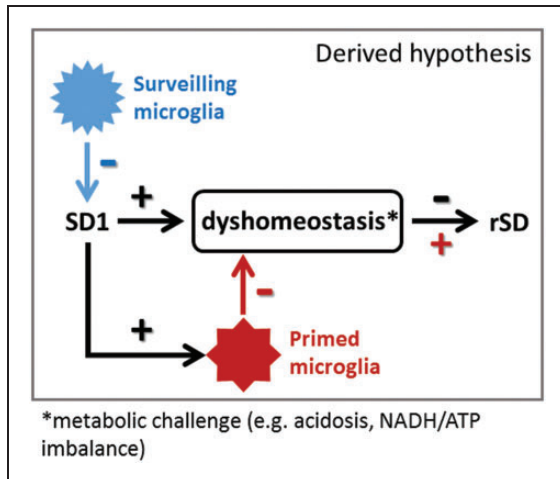 Derived hypothesis
Surveilling
microglia
-
SD1
+
dyshomeostasis*
-
+
rSD
-
+
Primed
microglia
*metabolic challenge (e.g. acidosis, NADH/ATP
imbalance)